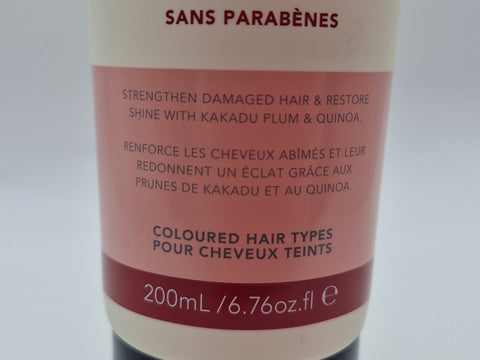 SANS PARABÈNES
STRENGTHEN DAMAGED HAIR & RESTORE
SHINE WITH KAKADU PLUM & QUINOA.
RENFORCE LES CHEVEUX ABÎMÉS ET LEUR
REDONNENT UN ÉCLAT GRÂCE AUX
PRUNES DE KAKADU ET AU QUINOA.
COLOURED HAIR TYPES
POUR CHEVEUX TEINTS
200mL / 6.76oz.fl ℮